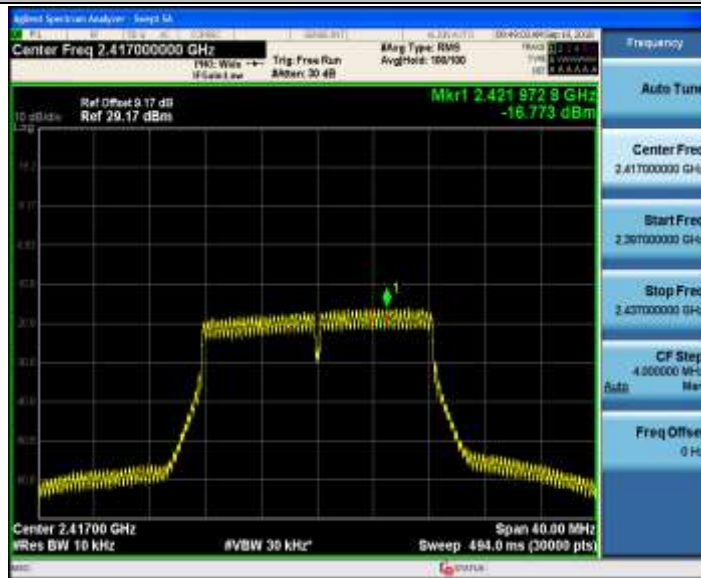 Agilent Spectrum Analyzer - Swept SA
Center Freq 2.417000000 GHz
PNO: Wide
IFGain:Low
Trig: Free Run
#Atten: 30 dB
#Avg Type: RMS
Avg|Hold: 100/100
Frequency
Auto Tune
Ref Offset 9.17 dB
Ref 29.17 dBm
10 dB/div
Log
Mkr1 2.421 972 9 GHz
-16.773 dBm
1
Center Freq
2.417000000 GHz
Start Freq
2.397000000 GHz
Stop Freq
2.437000000 GHz
CF Step
4.000000 MHz
Auto Man
Freq Offset
0 Hz
Center 2.41700 GHz
Span 40.00 MHz
#Res BW 10 kHz
#VBW 30 kHz*
Sweep 494.0 ms (30000 pts)
MSG
STATUS